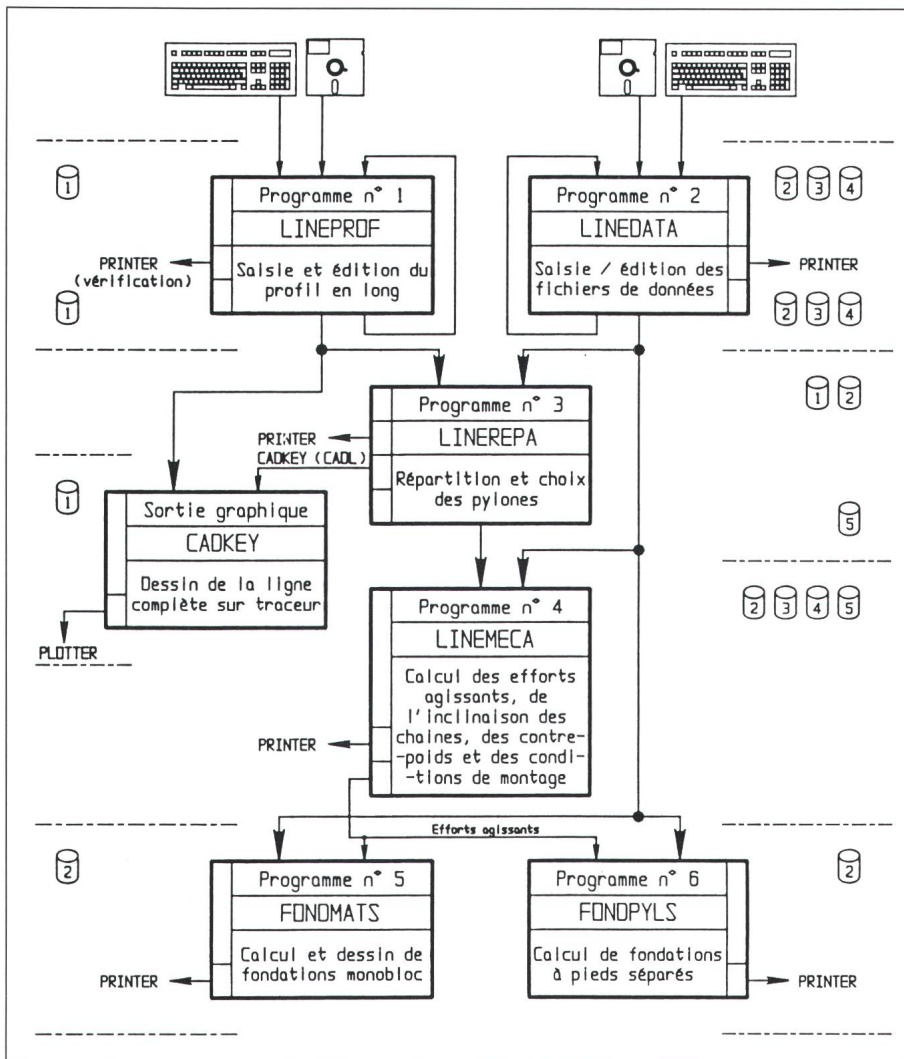 1
Programme n° 1
LINEPROF
Saisie et édition du
profil en long
PRINTER
(vérification)
1
Programme n° 2
LINEDATA
Saisie / édition des
fichiers de données
2 3 4
PRINTER
2 3 4
Programme n° 3
LINEREPA
Répartition et choix
des pylones
1 2
PRINTER
CADKEY (CADL)
1
Sortie graphique
CADKEY
Dessin de la ligne
complète sur traceur
PLOTTER
5
Programme n° 4
LINEMECA
Calcul des efforts
agissants, de
l'inclinaison des
chaines, des contre-
-poids et des condi-
-tions de montage
2 3 4 5
PRINTER
Efforts agissants
2
Programme n° 5
FONDMATS
Calcul et dessin de
fondations monobloc
PRINTER
Programme n° 6
FONDPYLS
Calcul de fondations
à pieds séparés
2
PRINTER